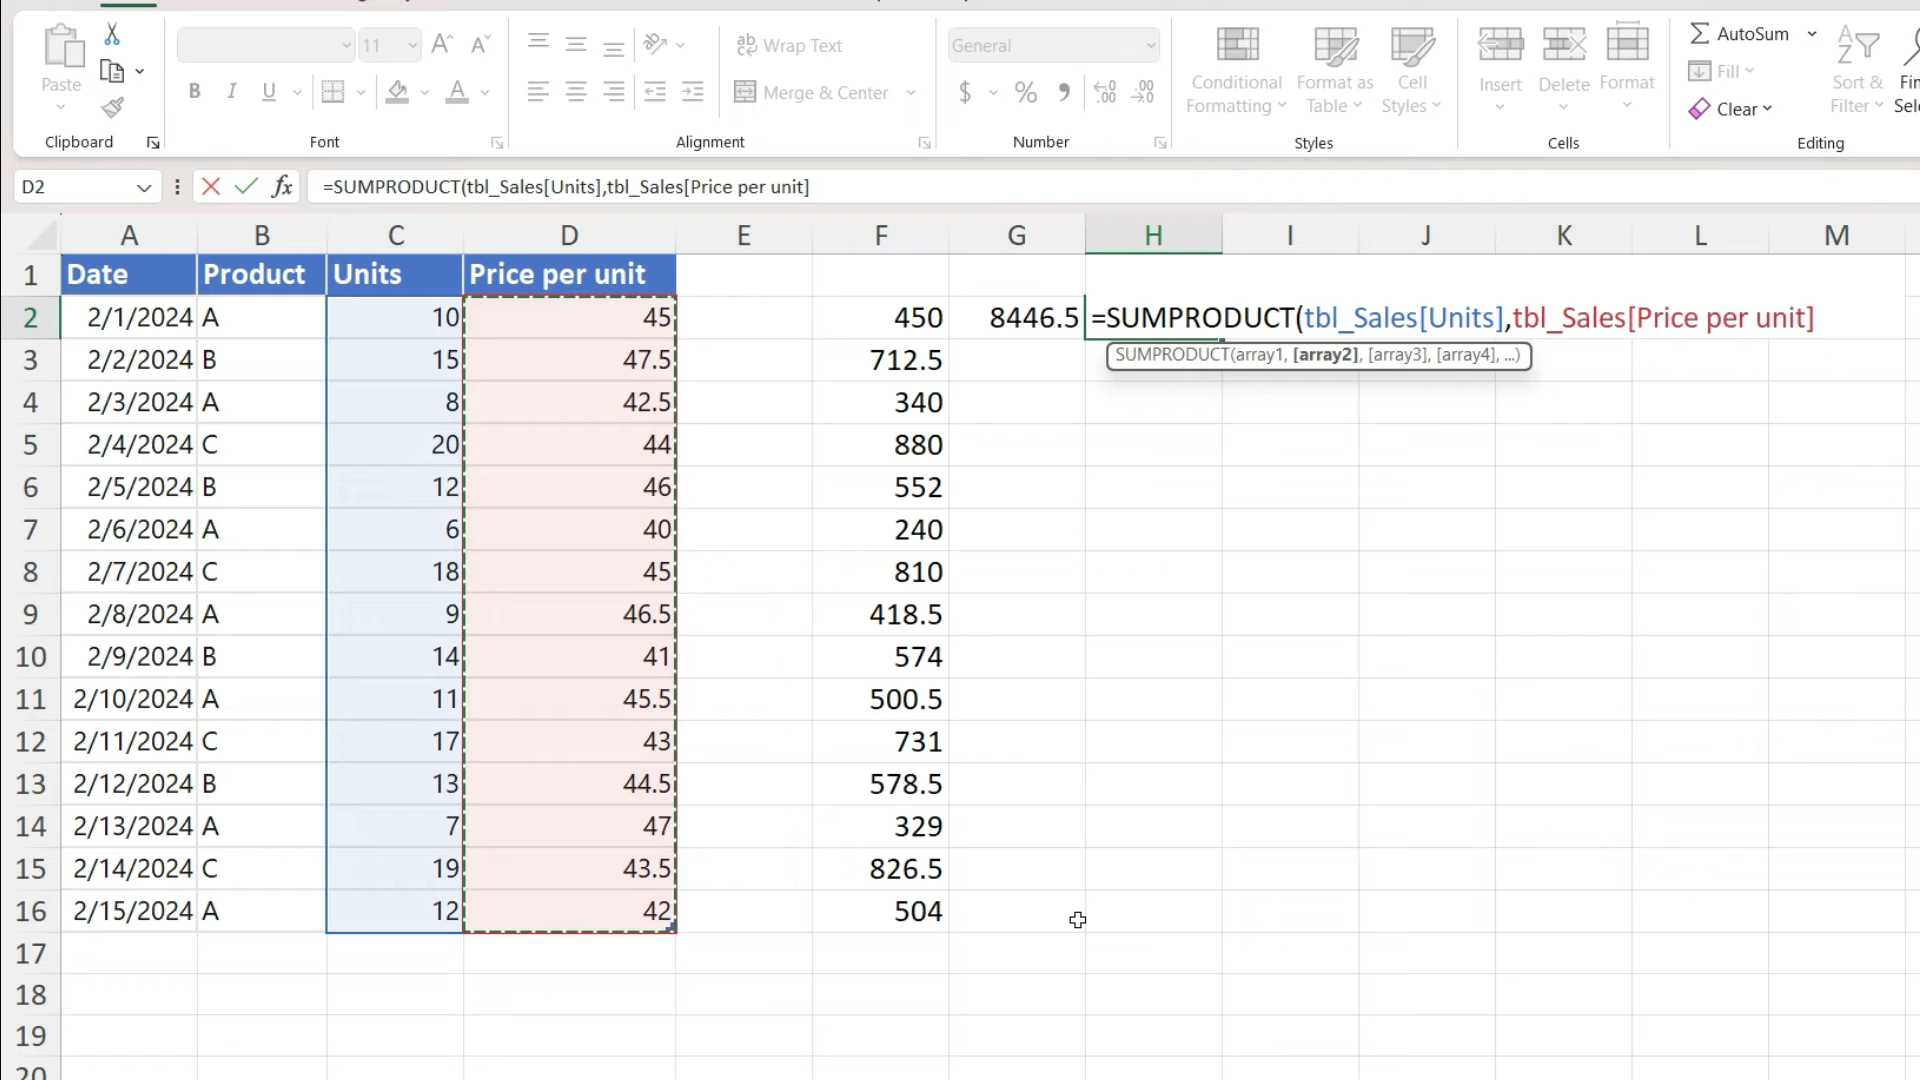 Paste
Clipboard
11
B I U A
Font
Wrap Text
Merge & Center
Alignment
General
$ % 9
Number
Conditional Formatting
Format as Table
Cell Styles
Styles
Insert
Delete
Format
Cells
AutoSum
Fill
Clear
Sort & Filter
Editing
D2
fx
=SUMPRODUCT(tbl_Sales[Units],tbl_Sales[Price per unit]
A B C D E F G H I J K L M
1 Date Product Units Price per unit
2 2/1/2024 A 10 45 450 8446.5 =SUMPRODUCT(tbl_Sales[Units],tbl_Sales[Price per unit]
SUMPRODUCT(array1, [array2], [array3], [array4], ...)
3 2/2/2024 B 15 47.5 712.5
4 2/3/2024 A 8 42.5 340
5 2/4/2024 C 20 44 880
6 2/5/2024 B 12 46 552
7 2/6/2024 A 6 40 240
8 2/7/2024 C 18 45 810
9 2/8/2024 A 9 46.5 418.5
10 2/9/2024 B 14 41 574
11 2/10/2024 A 11 45.5 500.5
12 2/11/2024 C 17 43 731
13 2/12/2024 B 13 44.5 578.5
14 2/13/2024 A 7 47 329
15 2/14/2024 C 19 43.5 826.5
16 2/15/2024 A 12 42 504
17
18
19
20